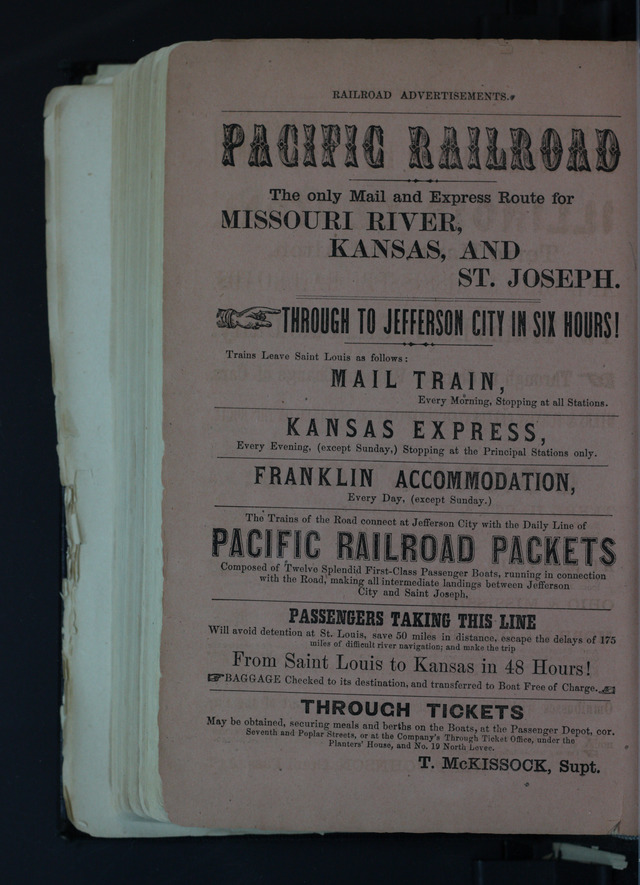 RAILROAD ADVERTISEMENTS.
PACIFIC RAILROAD
The only Mail and Express Route for
MISSOURI RIVER,
KANSAS, AND
ST. JOSEPH.
THROUGH TO JEFFERSON CITY IN SIX HOURS!
Trains Leave Saint Louis as follows:
MAIL TRAIN,
Every Morning, Stopping at all Stations.
KANSAS EXPRESS,
Every Evening, (except Sunday,) Stopping at the Principal Stations only.
FRANKLIN ACCOMMODATION,
Every Day, (except Sunday.)
The Trains of the Road connect at Jefferson City with the Daily Line of
PACIFIC RAILROAD PACKETS
Composed of Twelve Splendid First-Class Passenger Boats, running in connection
with the Road, making all intermediate landings between Jefferson
City and Saint Joseph.
PASSENGERS TAKING THIS LINE
Will avoid detention at St. Louis, save 50 miles in distance, escape the delays of 175
miles of difficult river navigation; and make the trip
From Saint Louis to Kansas in 48 Hours!
BAGGAGE Checked to its destination, and transferred to Boat Free of Charge.
THROUGH TICKETS
May be obtained, securing meals and berths on the Boats, at the Passenger Depot, cor.
Seventh and Poplar Streets, or at the Company's Through Ticket Office, under the
Planters' House, and No. 19 North Levee.
T. McKISSOCK, Supt.